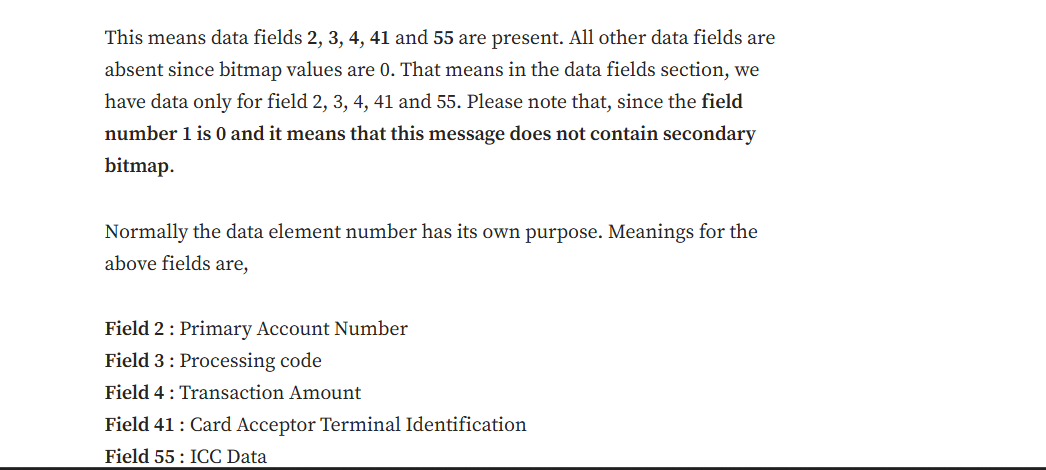 This means data fields 2, 3, 4, 41 and 55 are present. All other data fields are
absent since bitmap values are 0. That means in the data fields section, we
have data only for field 2, 3, 4, 41 and 55. Please note that, since the field
number 1 is 0 and it means that this message does not contain secondary
bitmap.
Normally the data element number has its own purpose. Meanings for the
above fields are,
Field 2 : Primary Account Number
Field 3 : Processing code
Field 4 : Transaction Amount
Field 41 : Card Acceptor Terminal Identification
Field 55 : ICC Data